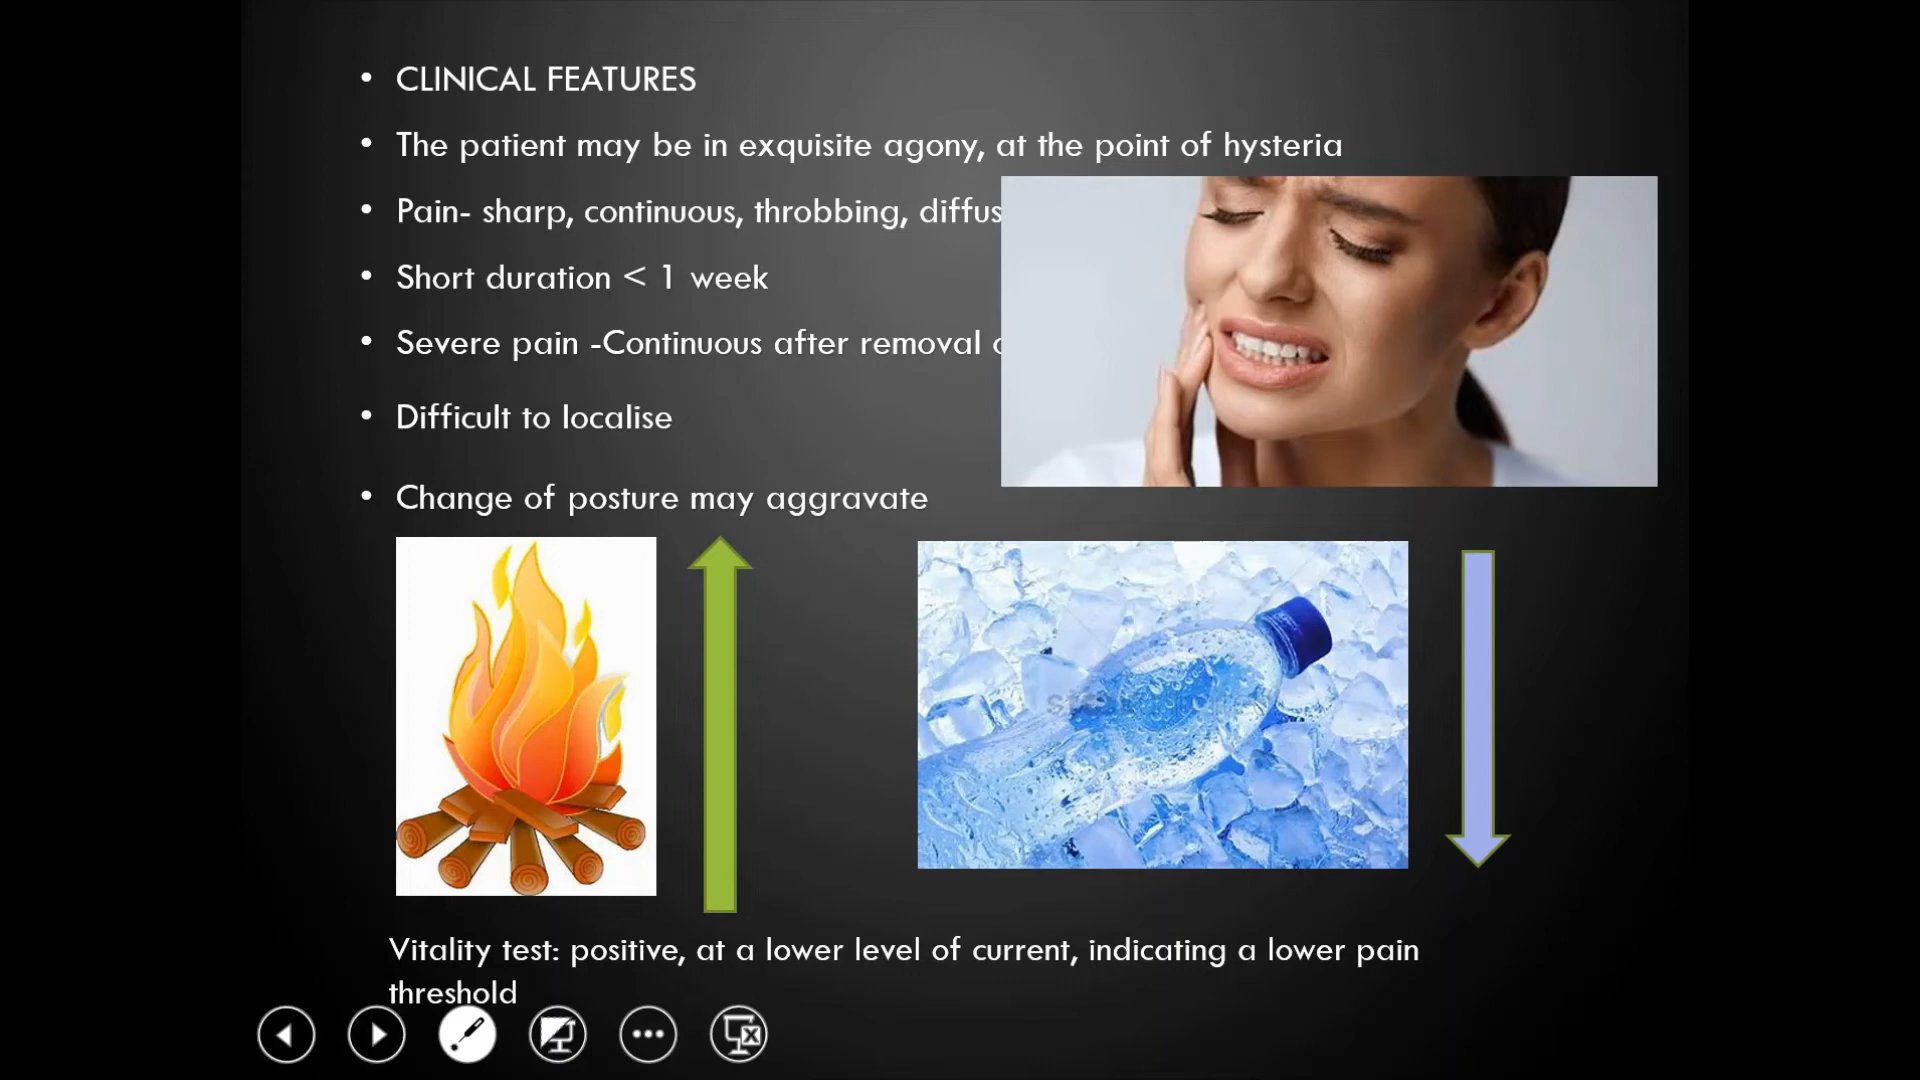 • CLINICAL FEATURES
• The patient may be in exquisite agony, at the point of hysteria
• Pain- sharp, continuous, throbbing,
• Short duration < 1 week
• Severe pain -Continuous after removal
• Difficult to localise
• Change of posture may aggravate
Vitality test: positive, at a lower level of current, indicating a lower pain
threshold